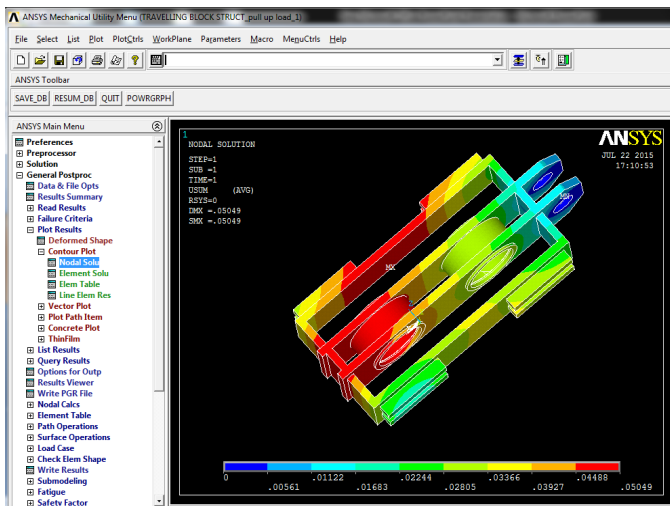 ANSYS Mechanical Utility Menu (TRAVELLING BLOCK STRUCT_pull up load_1)
File Select List Plot PlotCtrls WorkPlane Parameters Macro MenuCtrls Help
ANSYS Toolbar
SAVE_DB RESUM_DB QUIT POWRGRPH
ANSYS Main Menu
Preferences
Preprocessor
Solution
General Postproc
Data & File Opts
Results Summary
Read Results
Failure Criteria
Plot Results
Deformed Shape
Contour Plot
Nodal Solu
Element Solu
Elem Table
Line Elem Res
Vector Plot
Plot Path Item
Concrete Plot
ThinFilm
List Results
Query Results
Options for Outp
Results Viewer
Write PGR File
Nodal Calcs
Element Table
Path Operations
Surface Operations
Load Case
Check Elem Shape
Write Results
Submodeling
Fatigue
Safety Factor
1
NODAL SOLUTION
STEP=1
SUB =1
TIME=1
USUM (AVG)
RSYS=0
DMX =.05049
SMX =.05049
ANSYS
JUL 22 2015
17:10:53
MN
MX
0 .01122 .02244 .03366 .04488
.00561 .01683 .02805 .03927 .05049